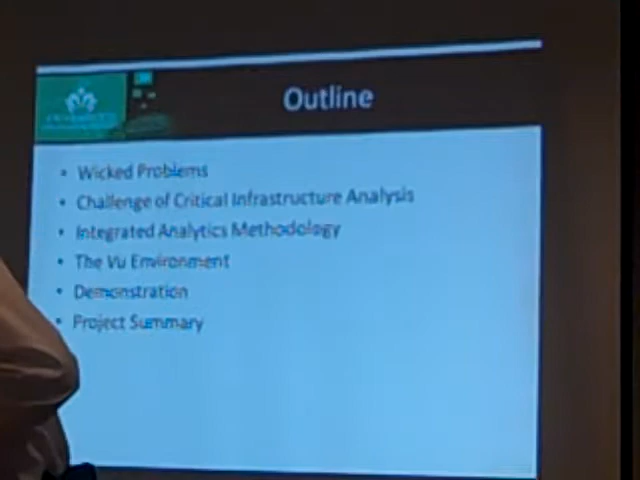 Outline
• Wicked Problems
• Challenge of Critical Infrastructure Analysis
• Integrated Analytics Methodology
• The Vu Environment
• Demonstration
• Project Summary